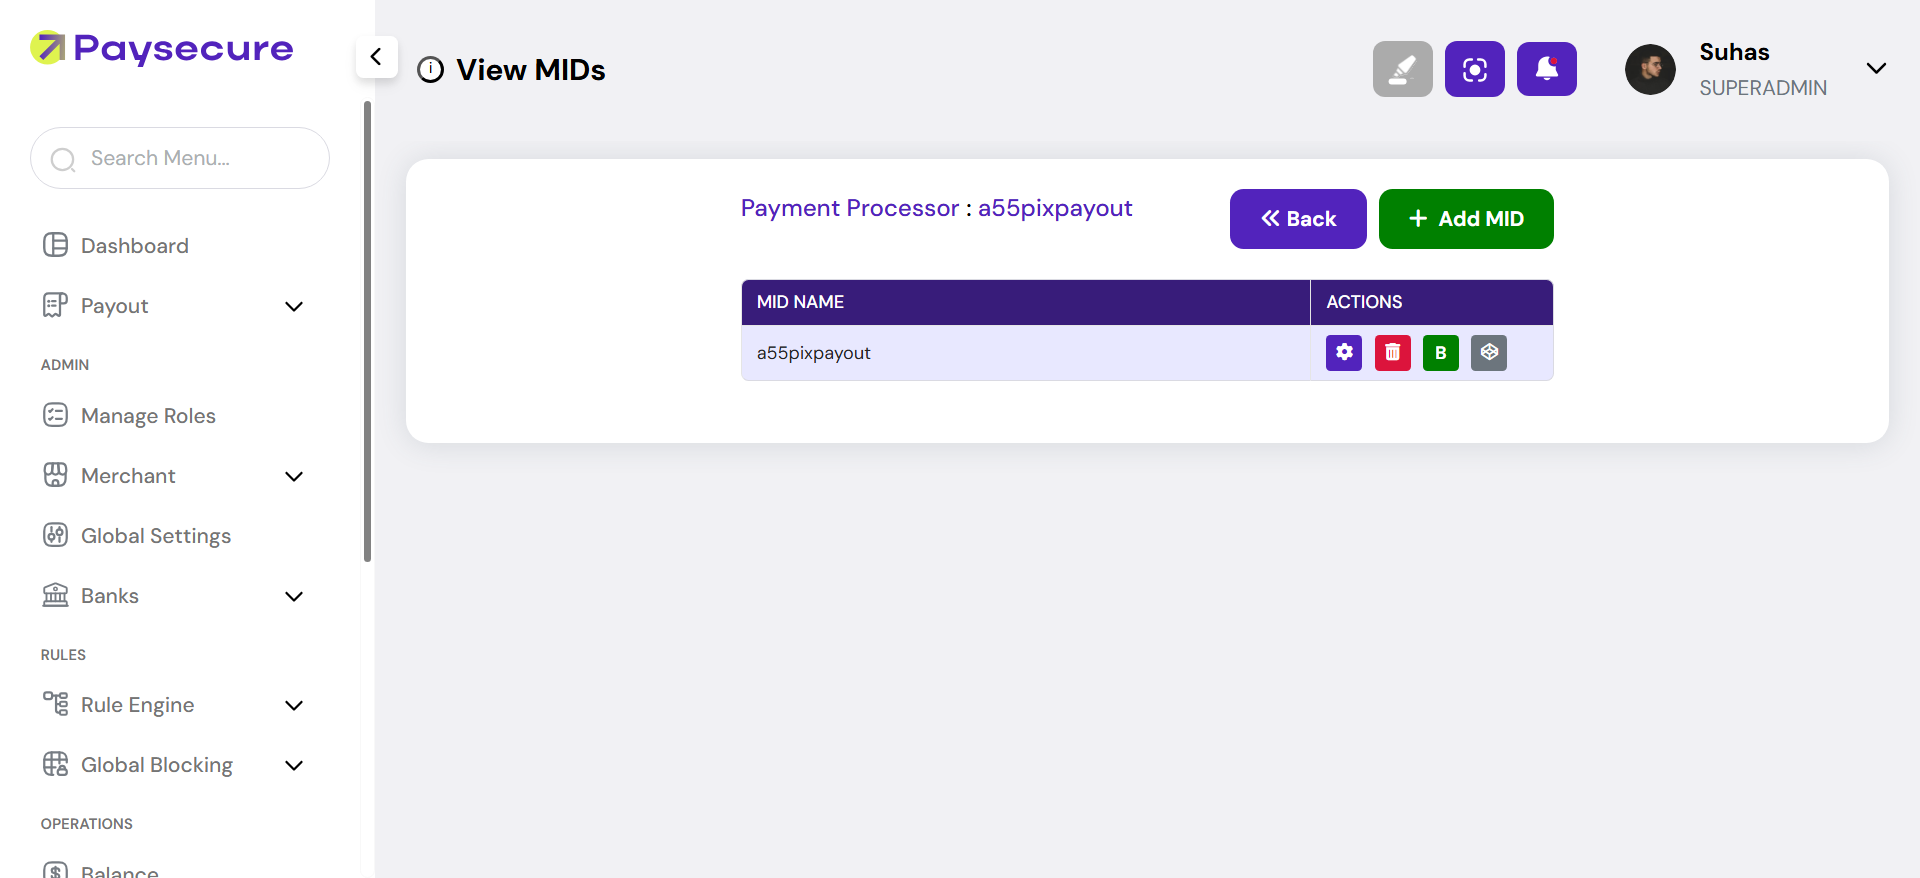 Paysecure
Search Menu...
Dashboard
Payout
ADMIN
Manage Roles
Merchant
Global Settings
Banks
RULES
Rule Engine
Global Blocking
OPERATIONS
Balance
View MIDs
Suhas
SUPERADMIN
Payment Processor : a55pixpayout
Back
Add MID
MID NAME
ACTIONS
a55pixpayout
B